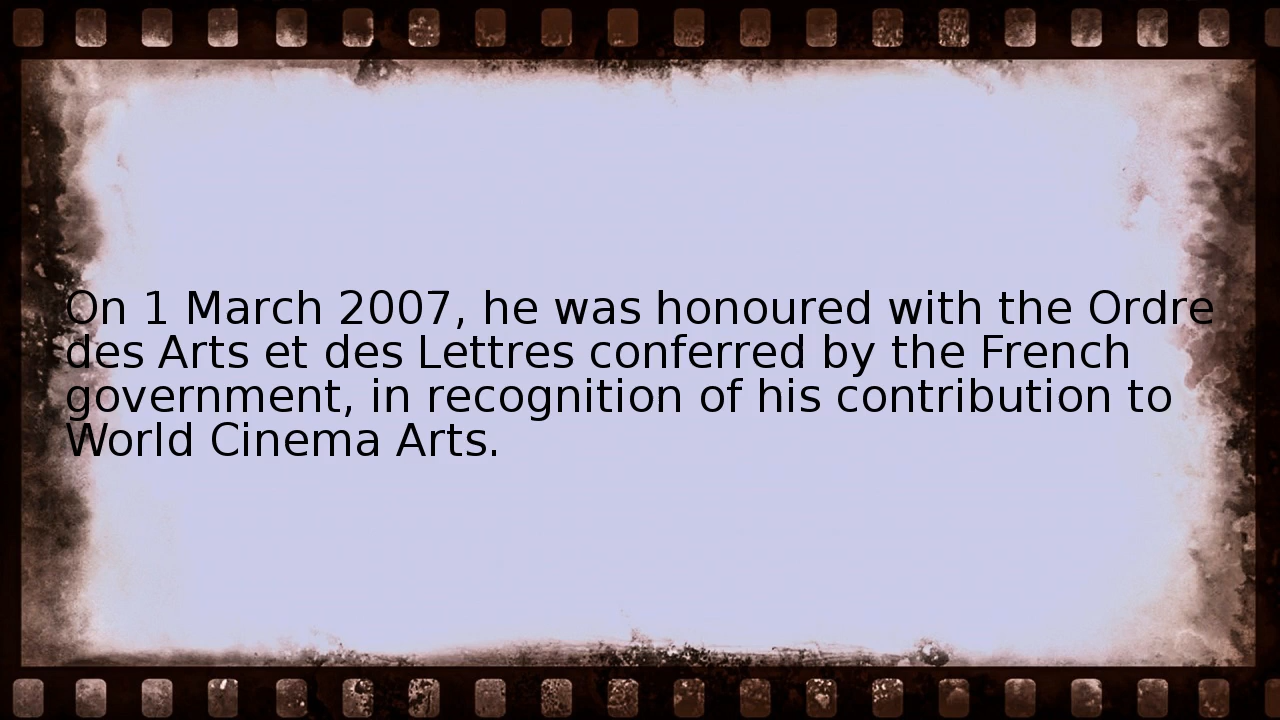 On 1 March 2007, he was honoured with the Ordre
des Arts et des Lettres conferred by the French
government, in recognition of his contribution to
World Cinema Arts.